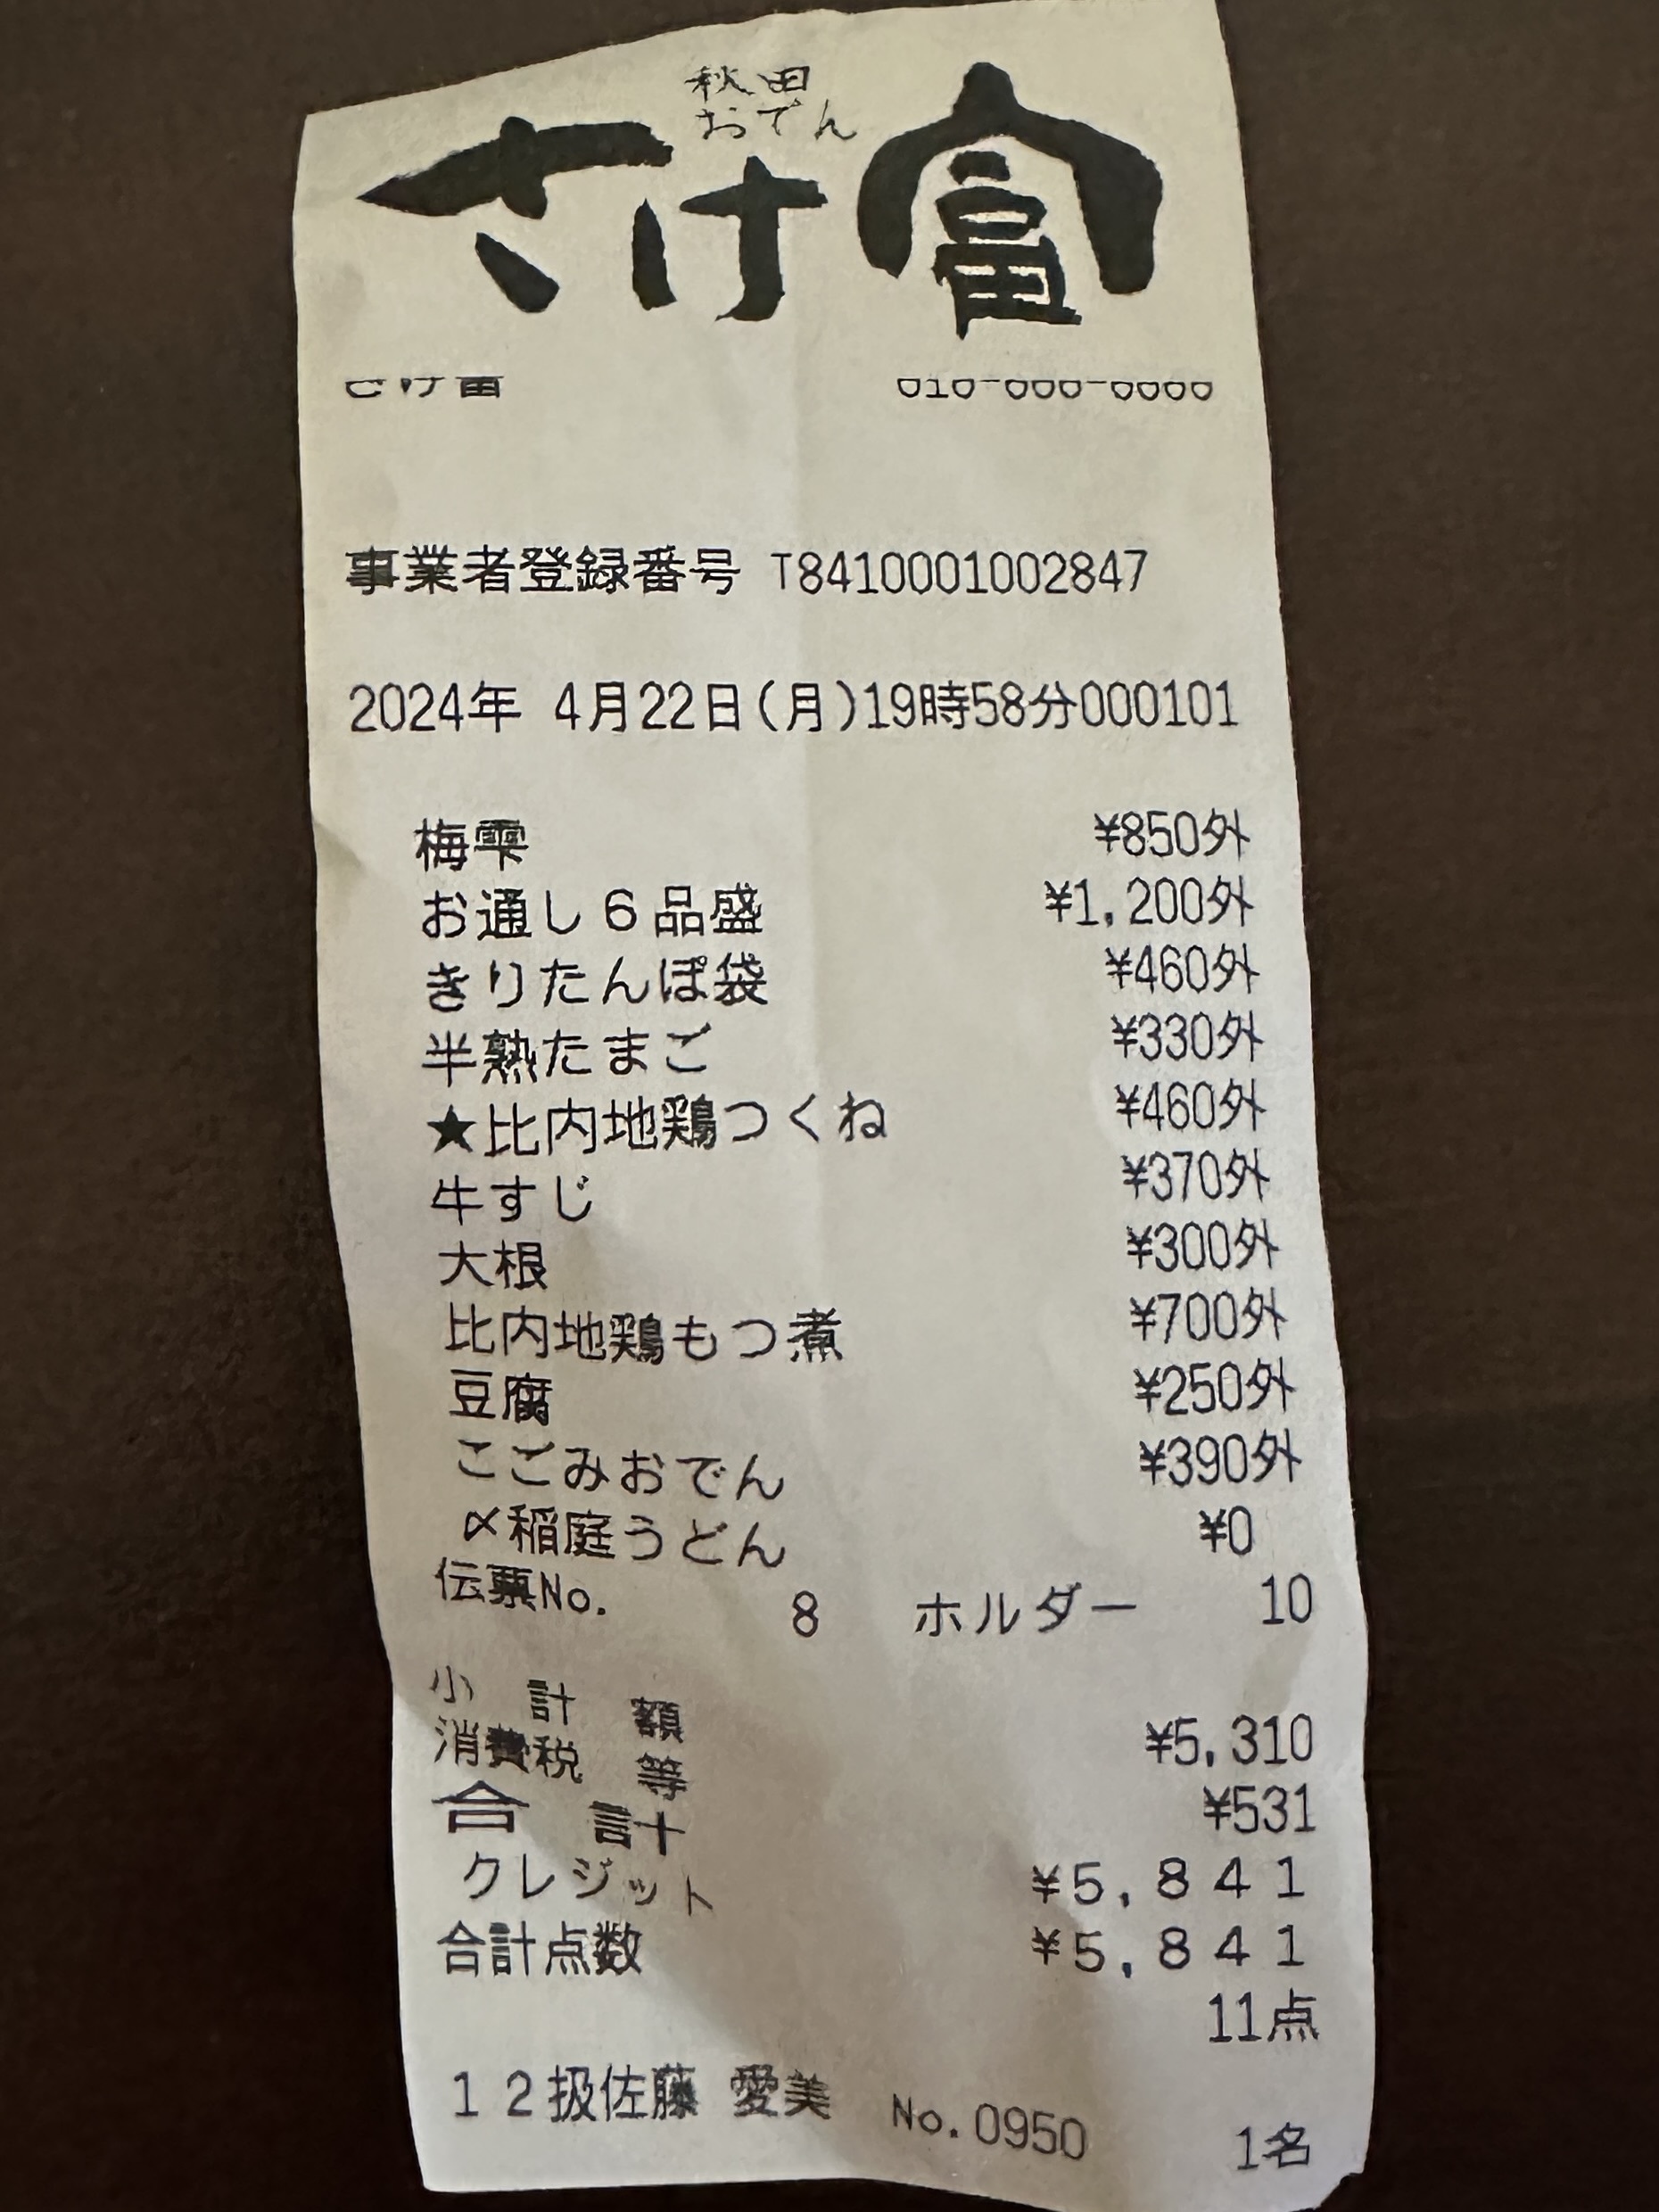 秋田
おでん
さけ富
さけ富 010-000-0000
事業者登録番号 T8410001002847
2024年 4月22日(月)19時58分000101
梅雫 ¥850外
お通し6品盛 ¥1,200外
きりたんぽ袋 ¥460外
半熟たまご ¥330外
★比内地鶏つくね ¥460外
牛すじ ¥370外
大根 ¥300外
比内地鶏もつ煮 ¥700外
豆腐 ¥250外
こごみおでん ¥390外
〆稲庭うどん ¥0
伝票No. 8 ホルダー 10
小計額 ¥5,310
消費税等 ¥531
合計 ¥5,841
クレジット ¥5,841
合計点数 11点
12扱佐藤 愛美 No.0950 1名